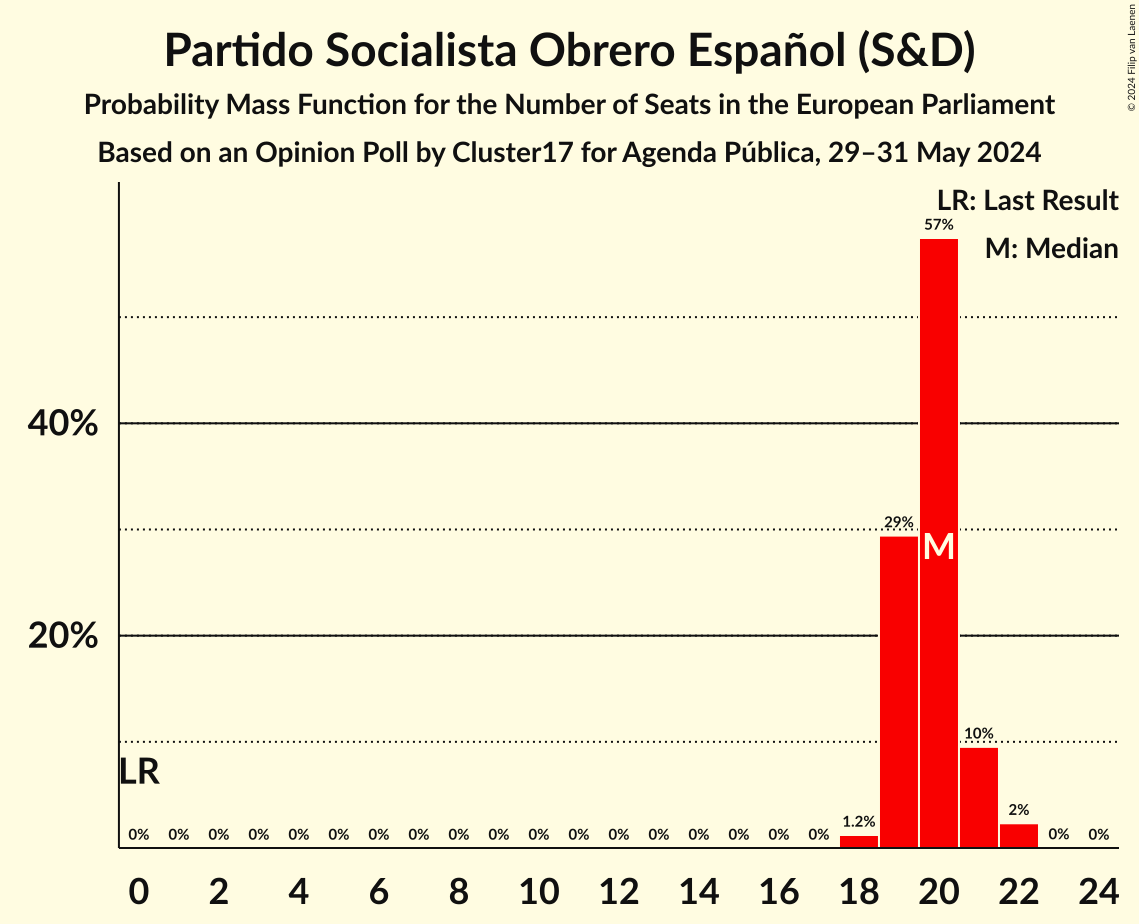 Partido Socialista Obrero Español (S&D)
Probability Mass Function for the Number of Seats in the European Parliament
Based on an Opinion Poll by Cluster17 for Agenda Pública, 29–31 May 2024
© 2024 Filip van Laenen
LR: Last Result
M: Median
57%
40%
29%
M
20%
10%
LR
0% 0% 0% 0% 0% 0% 0% 0% 0% 0% 0% 0% 0% 0% 0% 0% 0% 0% 1.2% 2% 0% 0%
0 2 4 6 8 10 12 14 16 18 20 22 24